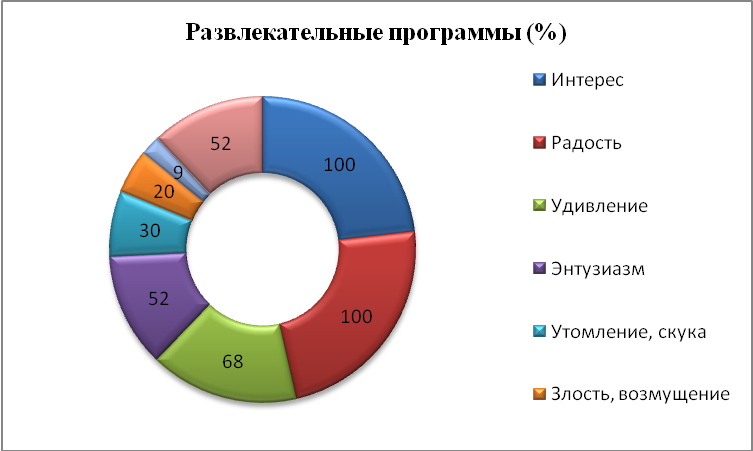 Развлекательные программы (%)
52
100
9
20
30
52
100
68
Интерес
Радость
Удивление
Энтузиазм
Утомление, скука
Злость, возмущение